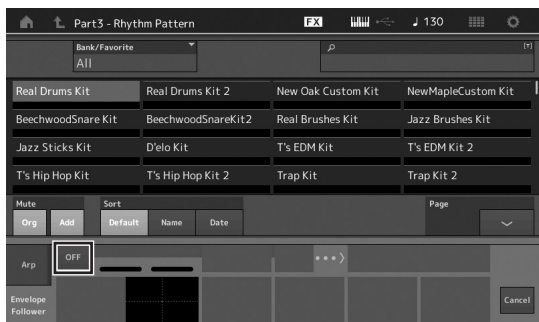 Part3 - Rhythm Pattern FX ♩ 130
Bank/Favorite
All
Real Drums Kit Real Drums Kit 2 New Oak Custom Kit NewMapleCustom Kit
BeechwoodSnare Kit BeechwoodSnareKit2 Real Brushes Kit Jazz Brushes Kit
Jazz Sticks Kit D'elo Kit T's EDM Kit T's EDM Kit 2
T's Hip Hop Kit T's Hip Hop Kit 2 Trap Kit Trap Kit 2
Mute Sort Page
Org Add Default Name Date
Arp OFF
Envelope
Follower
Cancel